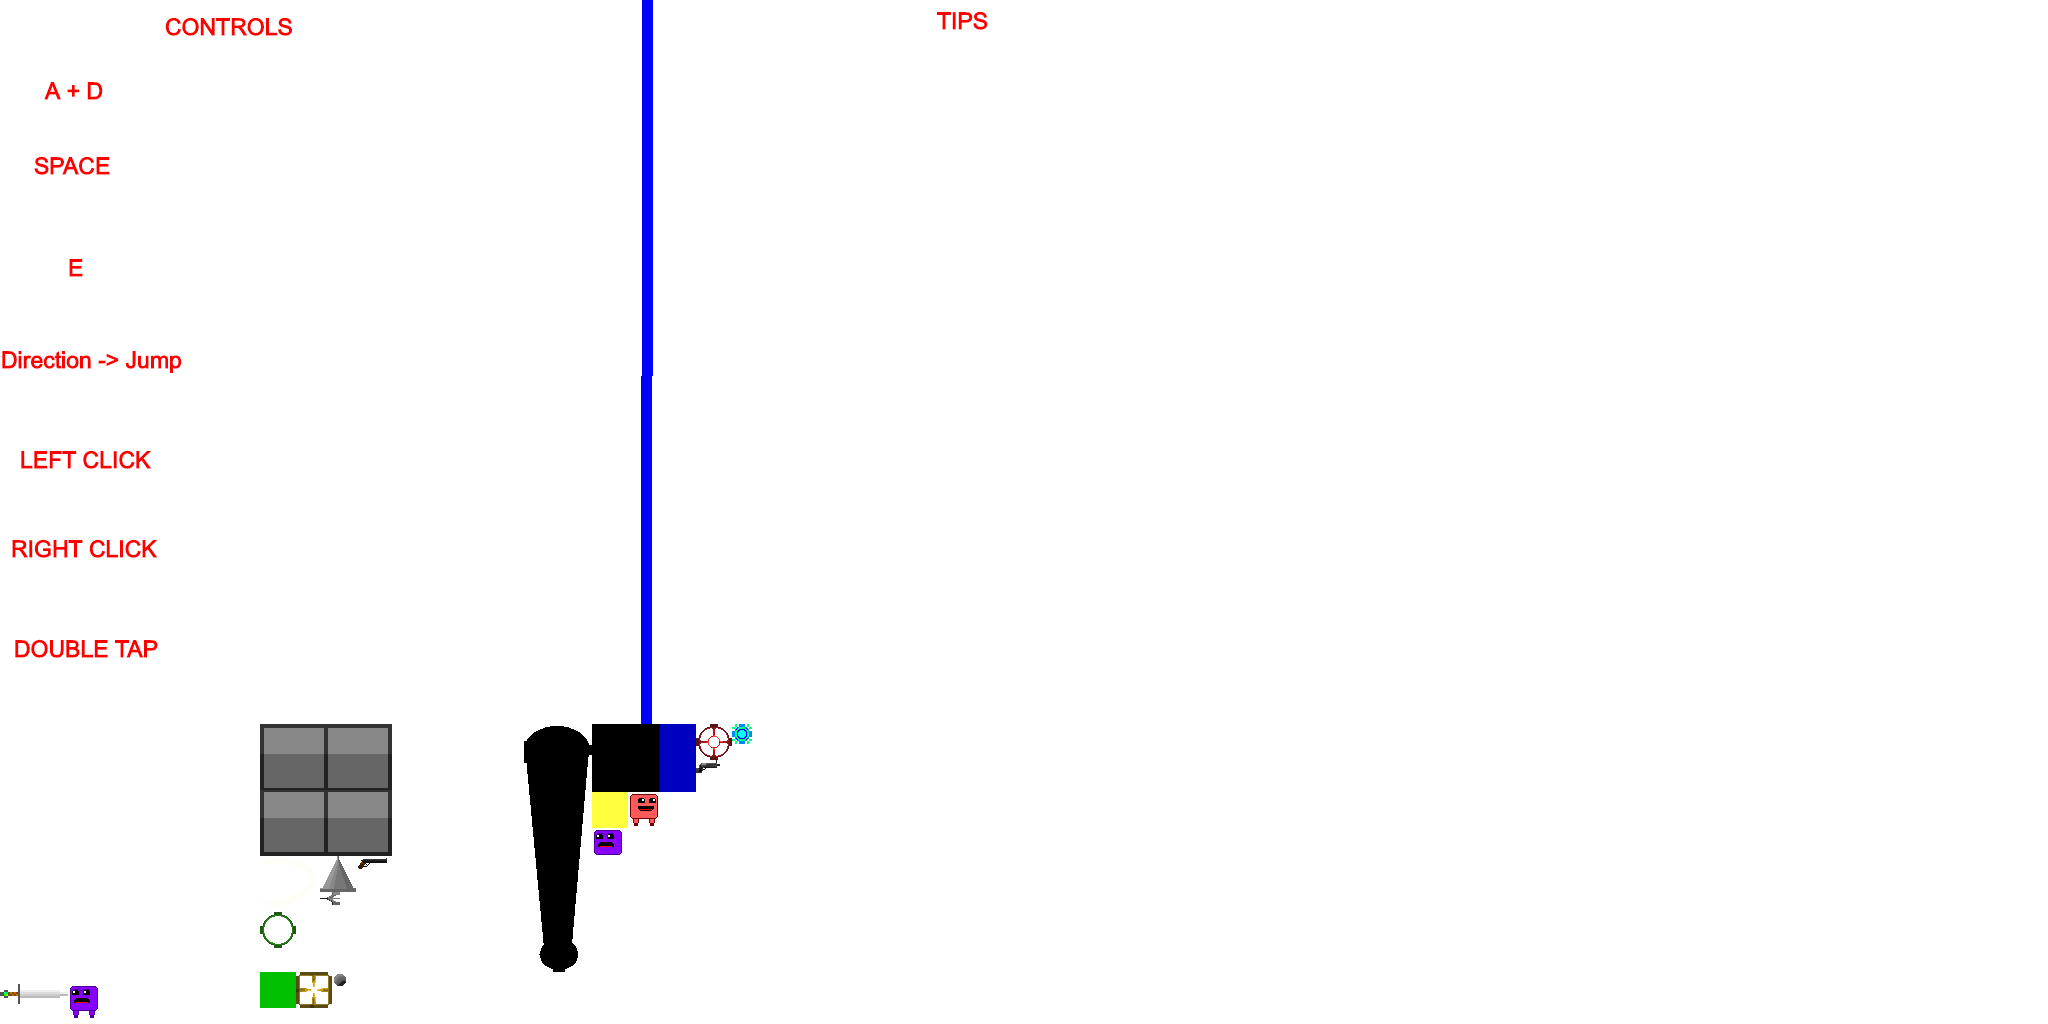 CONTROLS
TIPS
A + D
SPACE
E
Direction -> Jump
LEFT CLICK
RIGHT CLICK
DOUBLE TAP